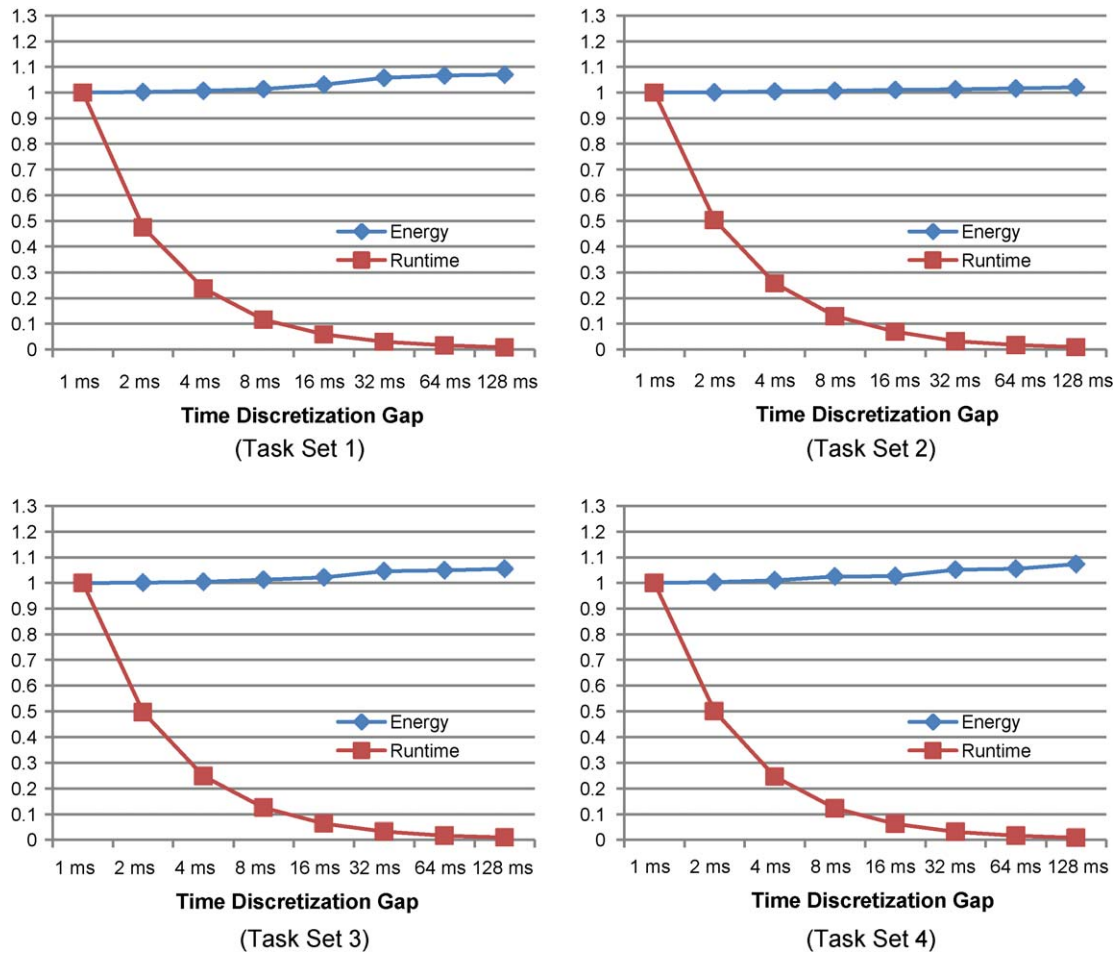 1.3
1.2
1.1
1
0.9
0.8
0.7
0.6
0.5
0.4
0.3
0.2
0.1
0
Energy
Runtime
1 ms 2 ms 4 ms 8 ms 16 ms 32 ms 64 ms 128 ms
Time Discretization Gap
(Task Set 1)
1.3
1.2
1.1
1
0.9
0.8
0.7
0.6
0.5
0.4
0.3
0.2
0.1
0
Energy
Runtime
1 ms 2 ms 4 ms 8 ms 16 ms 32 ms 64 ms 128 ms
Time Discretization Gap
(Task Set 2)
1.3
1.2
1.1
1
0.9
0.8
0.7
0.6
0.5
0.4
0.3
0.2
0.1
0
Energy
Runtime
1 ms 2 ms 4 ms 8 ms 16 ms 32 ms 64 ms 128 ms
Time Discretization Gap
(Task Set 3)
1.3
1.2
1.1
1
0.9
0.8
0.7
0.6
0.5
0.4
0.3
0.2
0.1
0
Energy
Runtime
1 ms 2 ms 4 ms 8 ms 16 ms 32 ms 64 ms 128 ms
Time Discretization Gap
(Task Set 4)